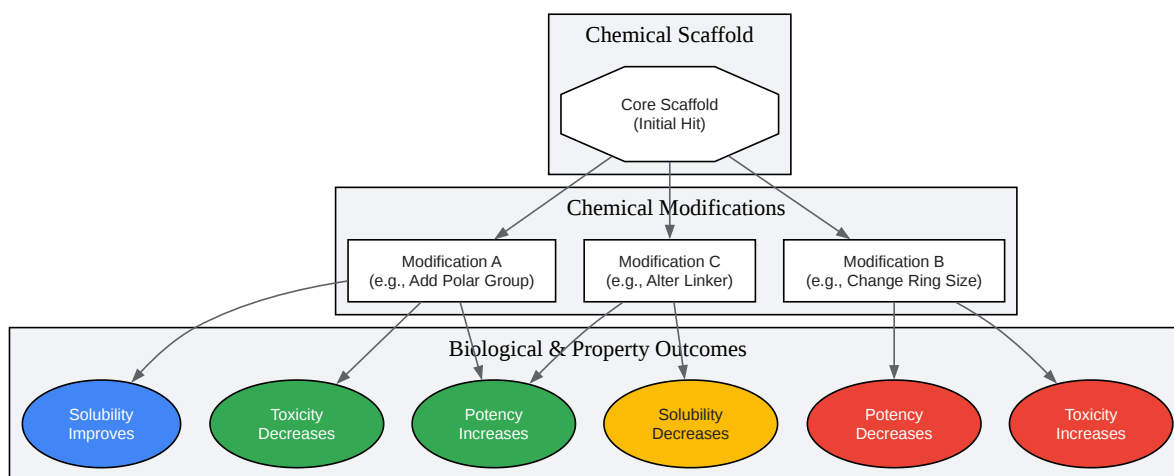 Chemical Scaffold
Core Scaffold
(Initial Hit)
Chemical Modifications
Modification A
(e.g., Add Polar Group)
Modification C
(e.g., Alter Linker)
Modification B
(e.g., Change Ring Size)
Biological & Property Outcomes
Solubility
Improves
Toxicity
Decreases
Potency
Increases
Solubility
Decreases
Potency
Decreases
Toxicity
Increases